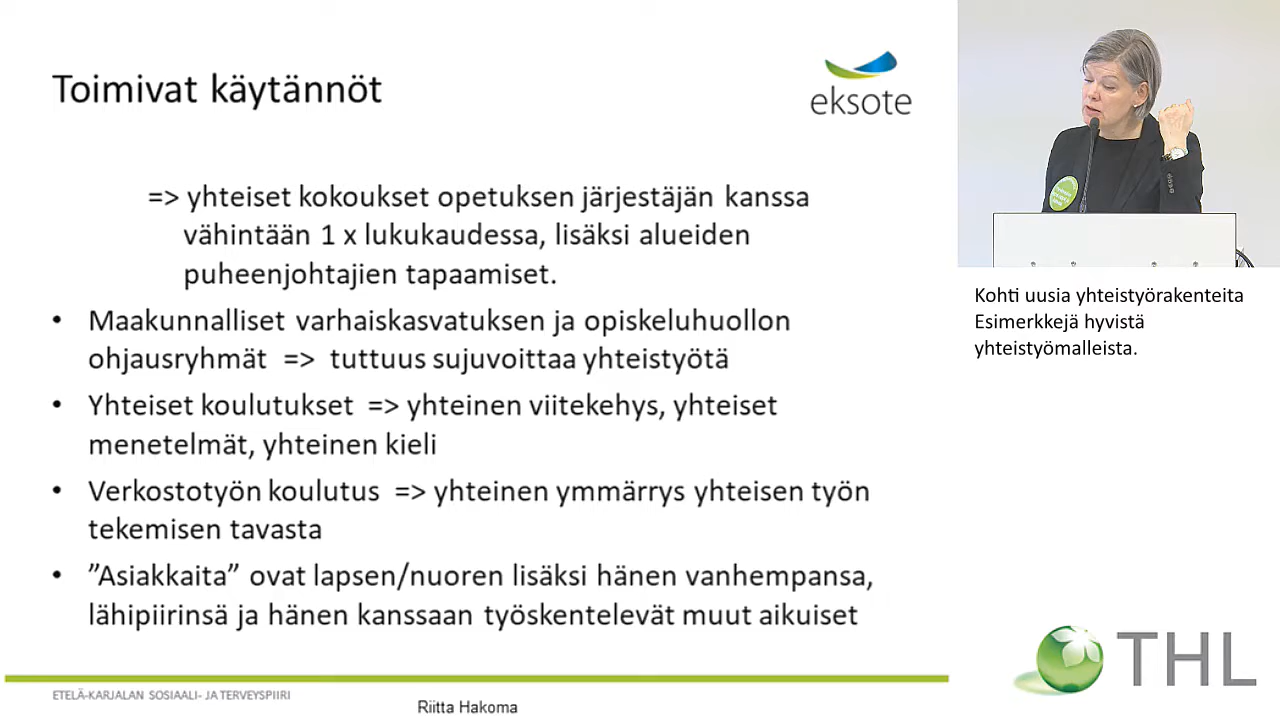 Toimivat käytännöt
eksote
=> yhteiset kokoukset opetuksen järjestäjän kanssa
vähintään 1 x lukukaudessa, lisäksi alueiden
puheenjohtajien tapaamiset.
• Maakunnalliset varhaiskasvatuksen ja opiskeluhuollon
ohjausryhmät => tuttuus sujuvoittaa yhteistyötä
• Yhteiset koulutukset => yhteinen viitekehys, yhteiset
menetelmät, yhteinen kieli
• Verkostotyön koulutus => yhteinen ymmärrys yhteisen työn
tekemisen tavasta
• ”Asiakkaita” ovat lapsen/nuoren lisäksi hänen vanhempansa,
lähipiirinsä ja hänen kanssaan työskentelevät muut aikuiset
ETELÄ-KARJALAN SOSIAALI- JA TERVEYSPIIRI
Riitta Hakoma
Kohti uusia yhteistyörakenteita
Esimerkkejä hyvistä
yhteistyömalleista.
THL